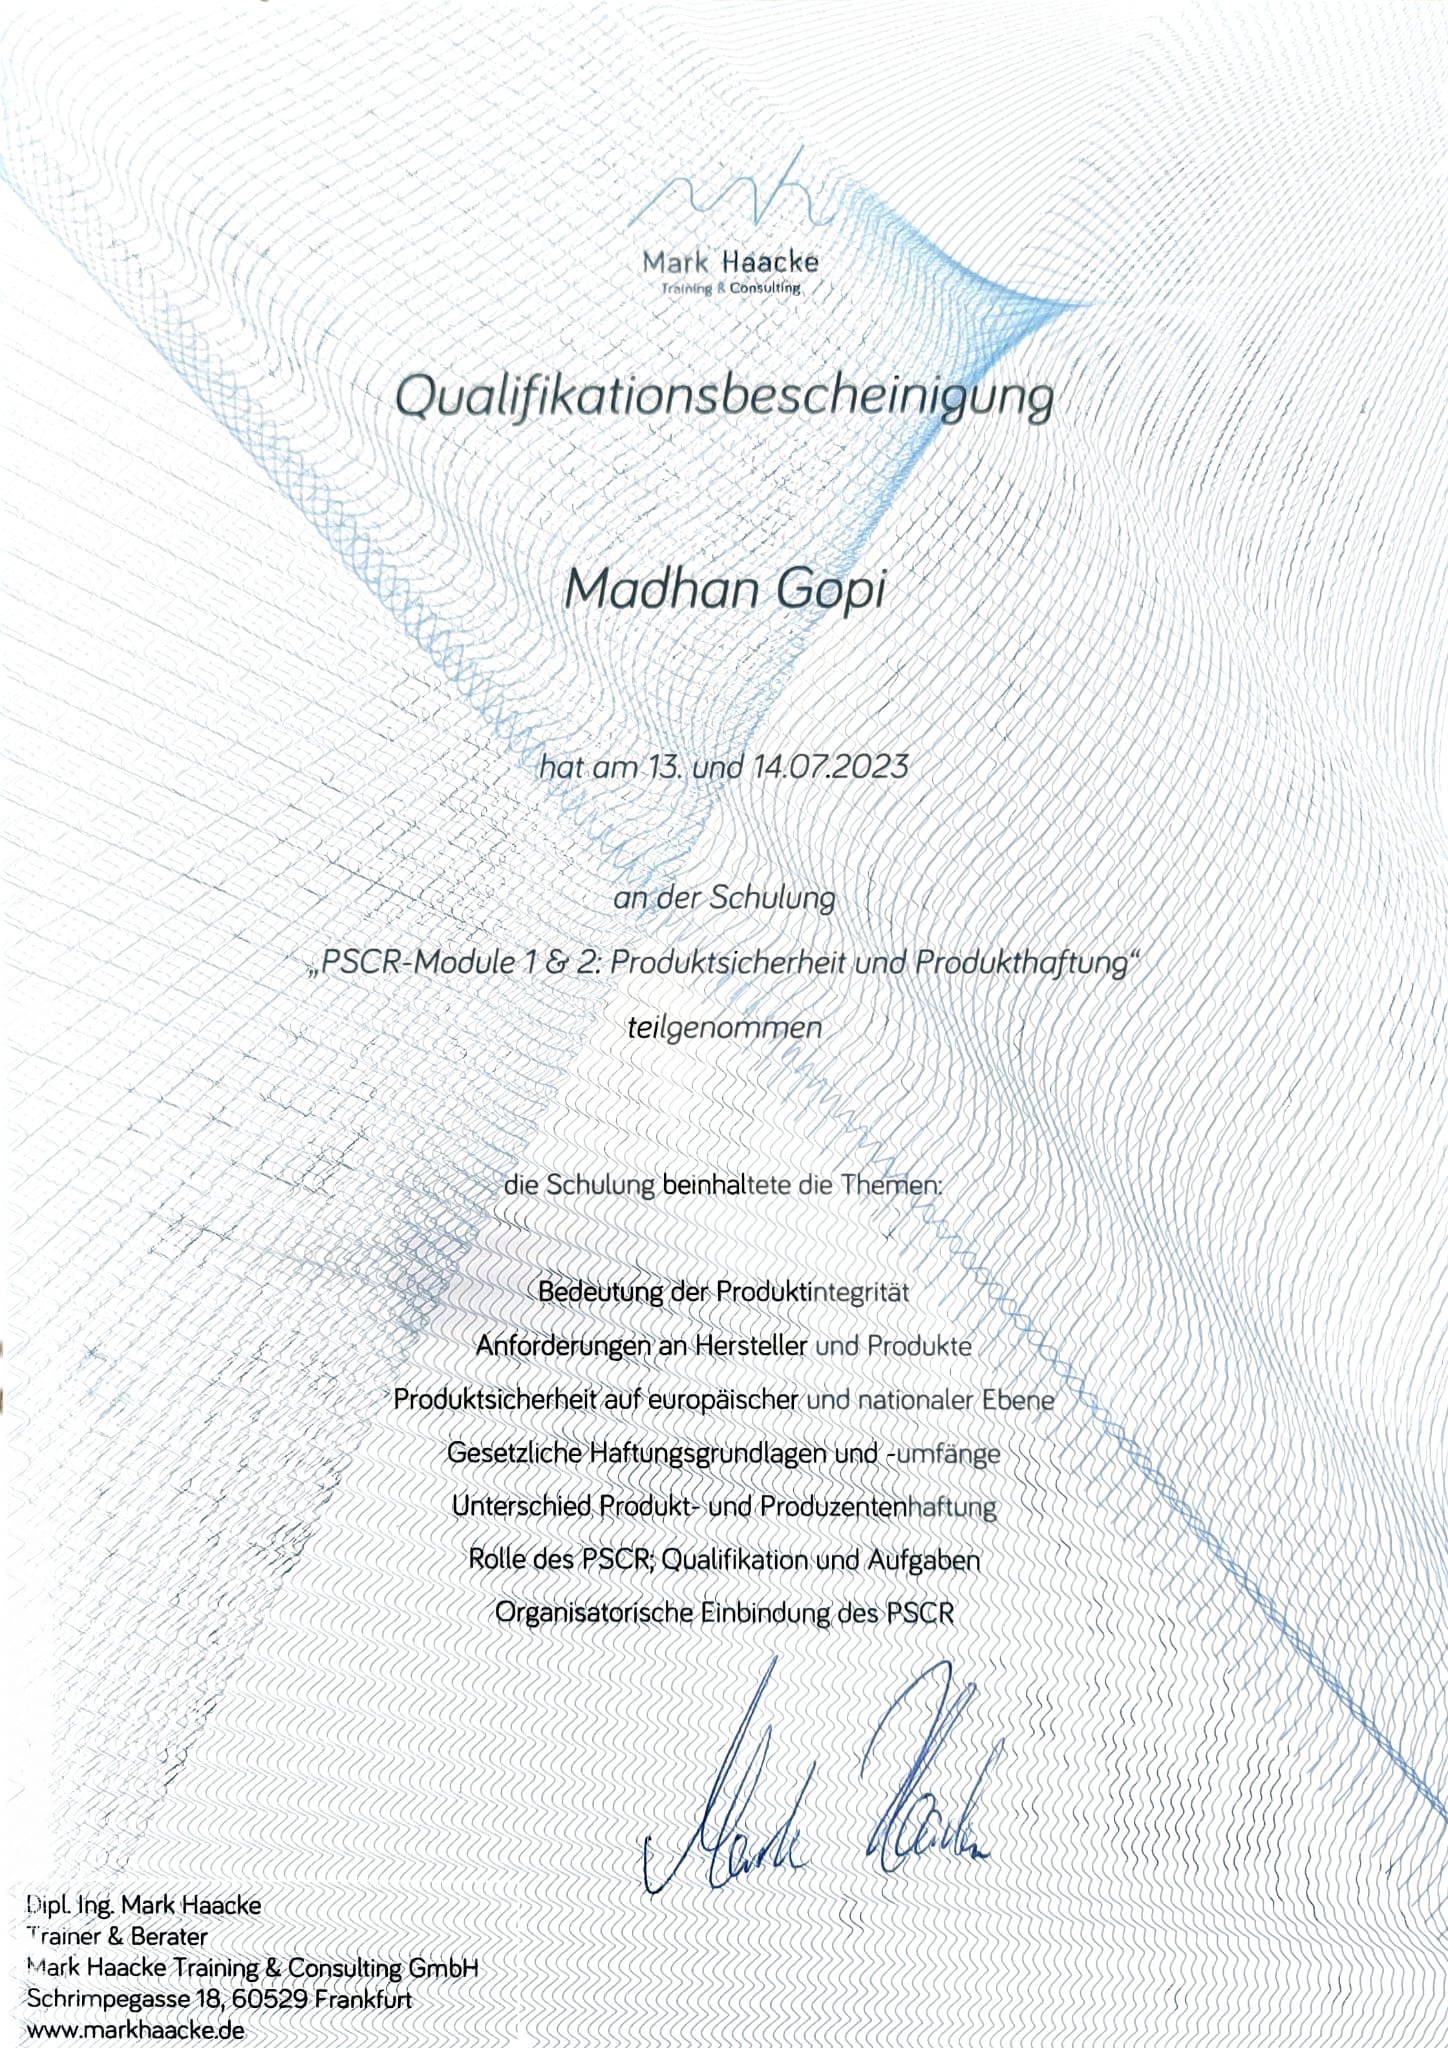 Mark Haacke
Training & Consulting
Qualifikationsbescheinigung
Madhan Gopi
hat am 13. und 14.07.2023
an der Schulung
„PSCR-Module 1 & 2: Produktsicherheit und Produkthaftung“
teilgenommen
die Schulung beinhaltete die Themen:
Bedeutung der Produktintegrität
Anforderungen an Hersteller und Produkte
Produktsicherheit auf europäischer und nationaler Ebene
Gesetzliche Haftungsgrundlagen und -umfänge
Unterschied Produkt- und Produzentenhaftung
Rolle des PSCR; Qualifikation und Aufgaben
Organisatorische Einbindung des PSCR
Mark Haacke
Dipl. Ing. Mark Haacke
Trainer & Berater
Mark Haacke Training & Consulting GmbH
Schrimpegasse 18, 60529 Frankfurt
www.markhaacke.de